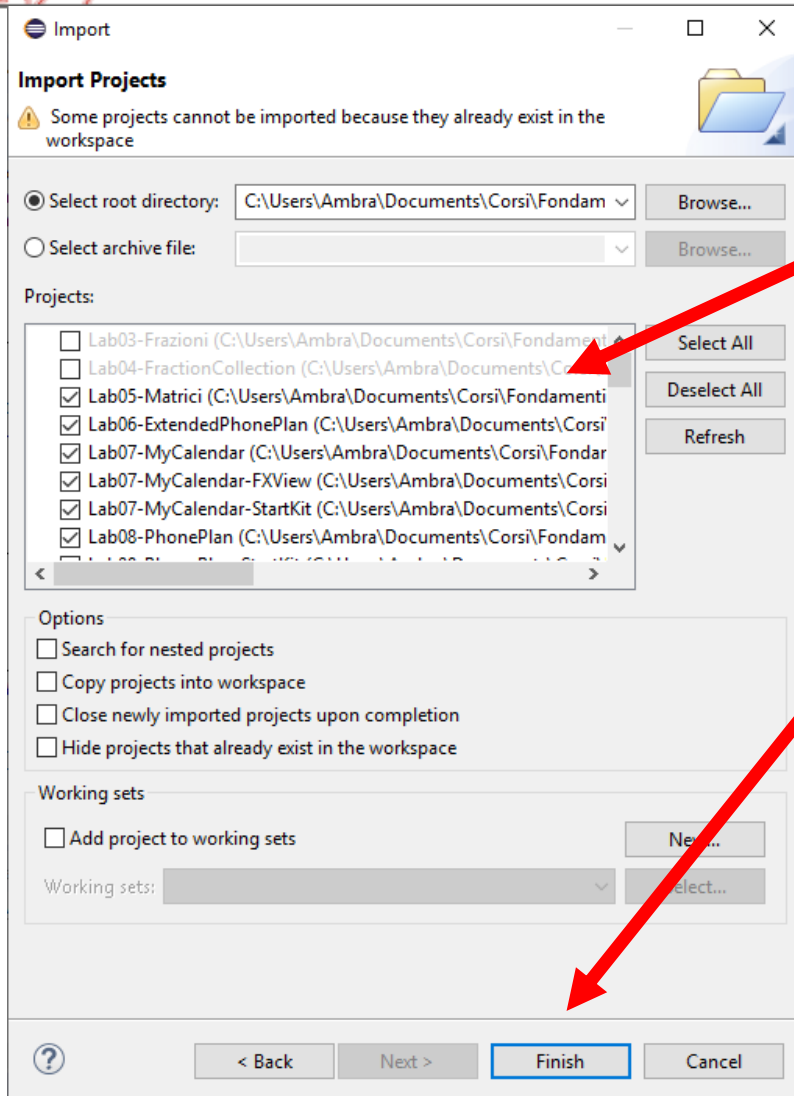 Import
Import Projects
Some projects cannot be imported because they already exist in the
workspace
Select root directory: C:\Users\Ambra\Documents\Corsi\Fondam Browse...
Select archive file: Browse...
Projects:
Lab03-Frazioni (C:\Users\Ambra\Documents\Corsi\Fondament Select All
Lab04-FractionCollection (C:\Users\Ambra\Documents\
Lab05-Matrici (C:\Users\Ambra\Documents\Corsi\Fondamenti Deselect All
Lab06-ExtendedPhonePlan (C:\Users\Ambra\Documents\Corsi\
Lab07-MyCalendar (C:\Users\Ambra\Documents\Corsi\Fondar Refresh
Lab07-MyCalendar-FXView (C:\Users\Ambra\Documents\Corsi
Lab07-MyCalendar-StartKit (C:\Users\Ambra\Documents\Corsi
Lab08-PhonePlan (C:\Users\Ambra\Documents\Corsi\Fondam
Options
Search for nested projects
Copy projects into workspace
Close newly imported projects upon completion
Hide projects that already exist in the workspace
Working sets
Add project to working sets
Working sets:
< Back Next > Finish Cancel